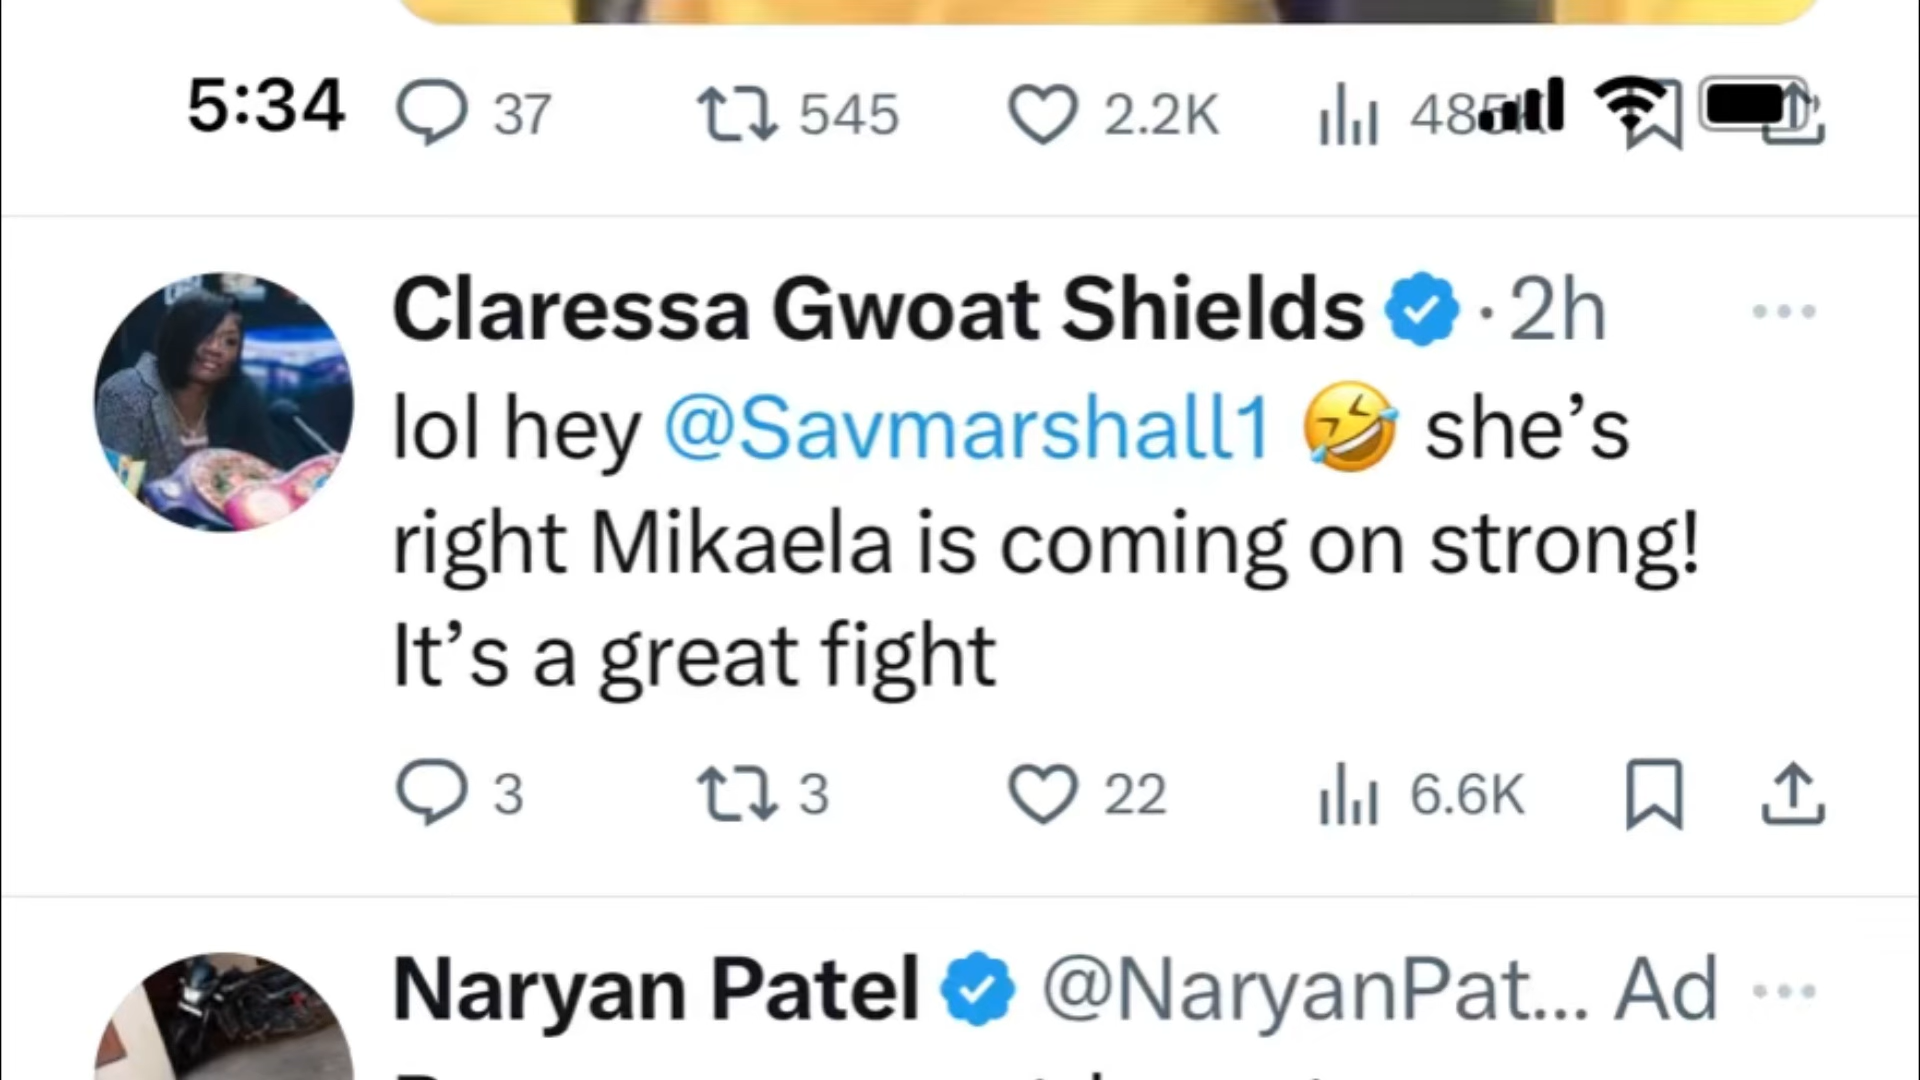 5:34 37 545 2.2K
Claressa Gwoat Shields · 2h
lol hey @Savmarshall1 🤣 she’s
right Mikaela is coming on strong!
It’s a great fight
3 3 22 6.6K
Naryan Patel @NaryanPat... Ad